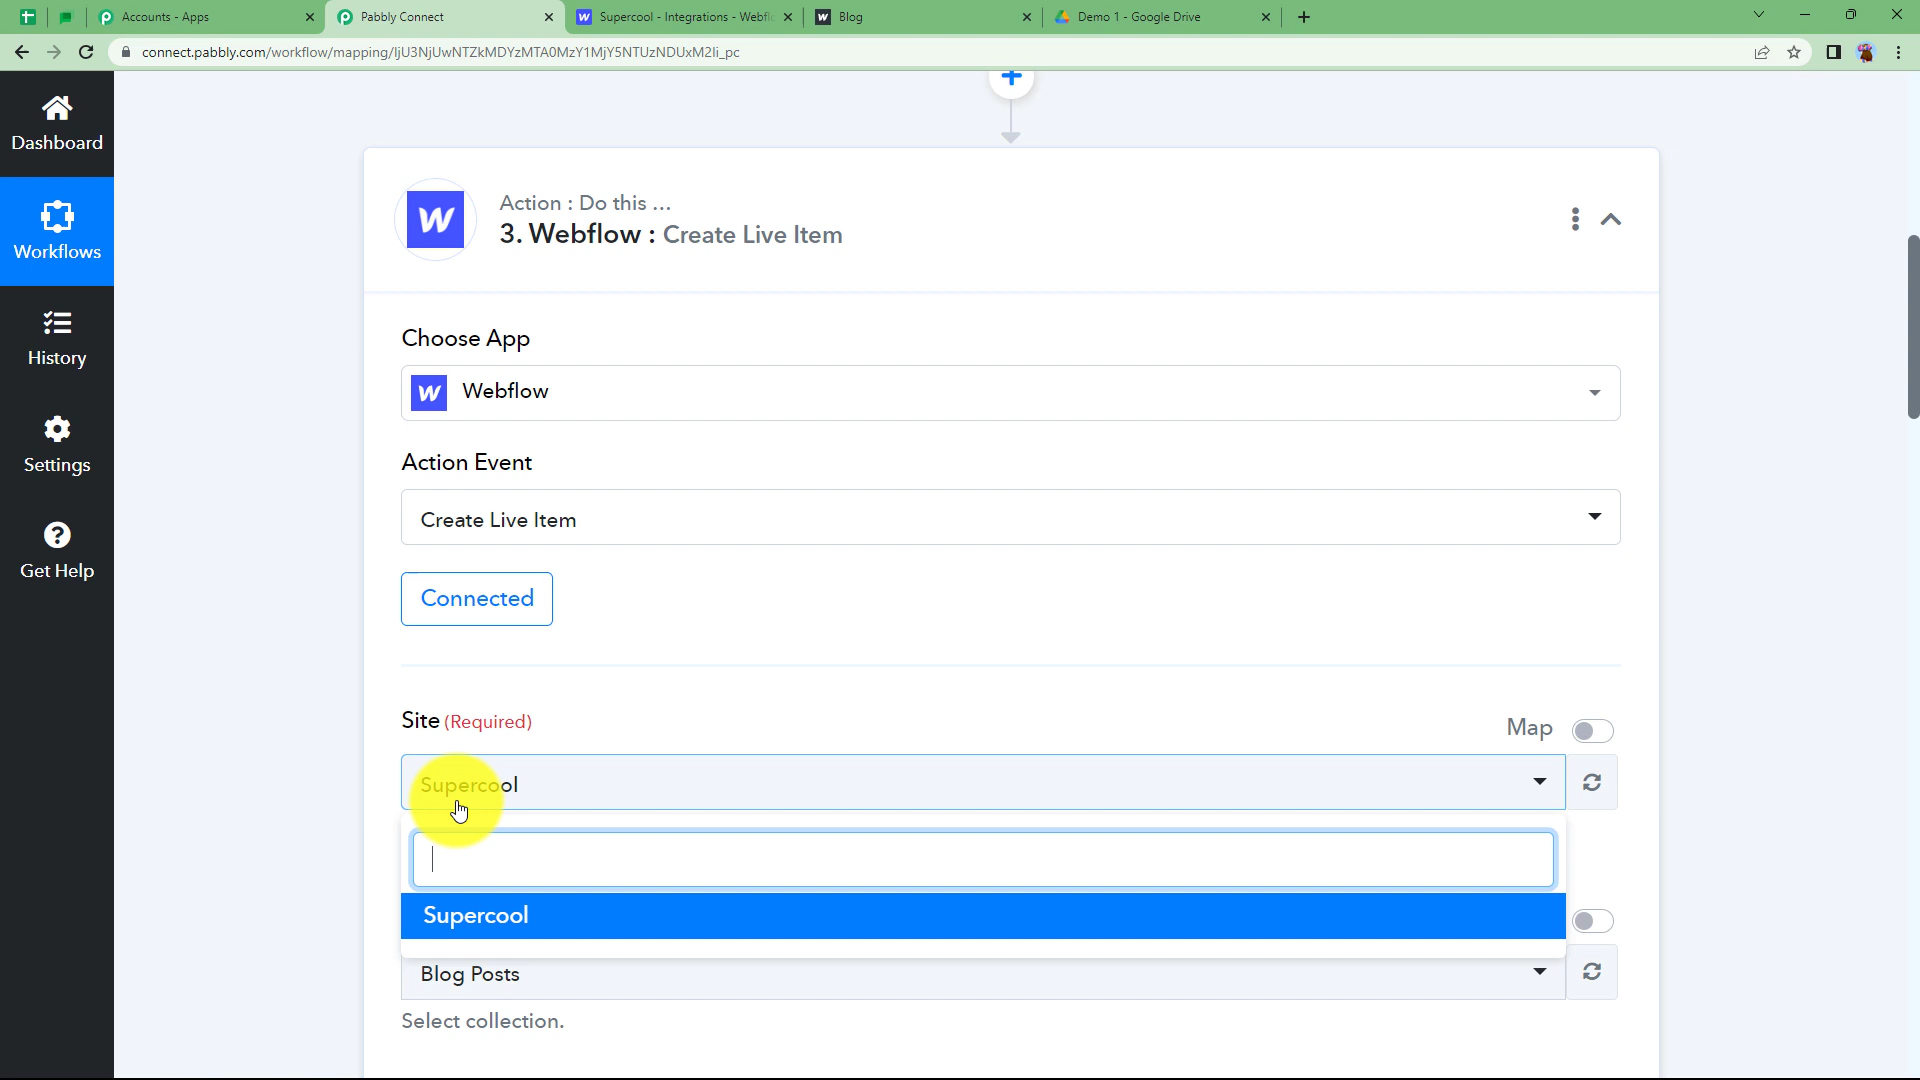 Accounts - Apps
Pabbly Connect
Supercool - Integrations - Webfl
Blog
Demo 1 - Google Drive
connect.pabbly.com/workflow/mapping/IjU3NjUwNTZkMDYzMTA0MzY1MjY5NTUzNDUxM2Ii_pc
Dashboard
Workflows
History
Settings
Get Help
Action : Do this ...
3. Webflow : Create Live Item
Choose App
Webflow
Action Event
Create Live Item
Connected
Site (Required)
Map
Supercool
Supercool
Blog Posts
Select collection.